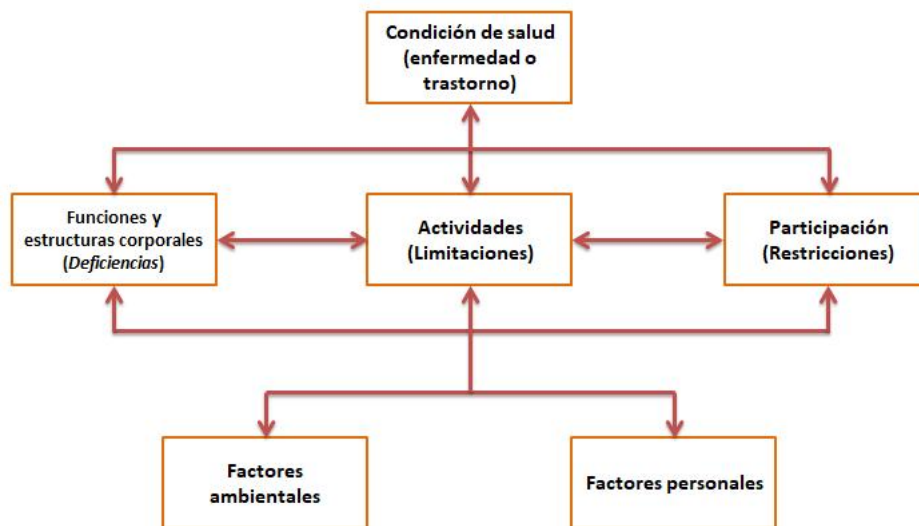 Condición de salud
(enfermedad o
trastorno)
Funciones y
estructuras corporales
(Deficiencias)
Actividades
(Limitaciones)
Participación
(Restricciones)
Factores
ambientales
Factores personales